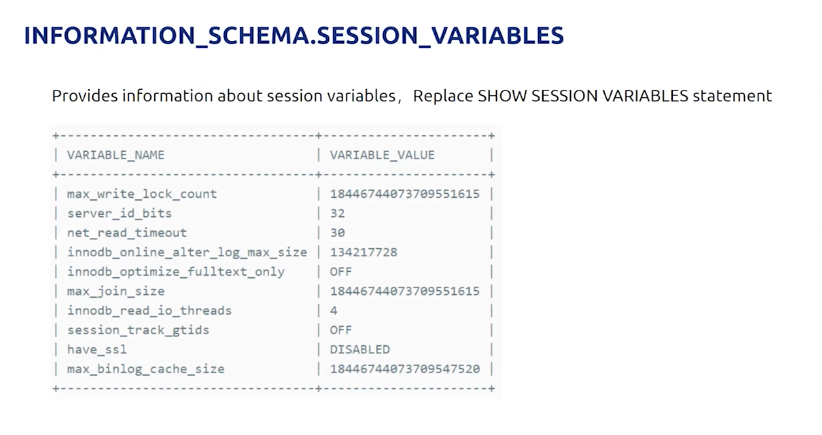 INFORMATION_SCHEMA.SESSION_VARIABLES
Provides information about session variables，Replace SHOW SESSION VARIABLES statement
+----------------------------------+----------------------+
| VARIABLE_NAME                    | VARIABLE_VALUE       |
+----------------------------------+----------------------+
| max_write_lock_count             | 18446744073709551615 |
| server_id_bits                   | 32                   |
| net_read_timeout                 | 30                   |
| innodb_online_alter_log_max_size | 134217728            |
| innodb_optimize_fulltext_only    | OFF                  |
| max_join_size                    | 18446744073709551615 |
| innodb_read_io_threads           | 4                    |
| session_track_gtids              | OFF                  |
| have_ssl                         | DISABLED             |
| max_binlog_cache_size            | 18446744073709547520 |
+----------------------------------+----------------------+